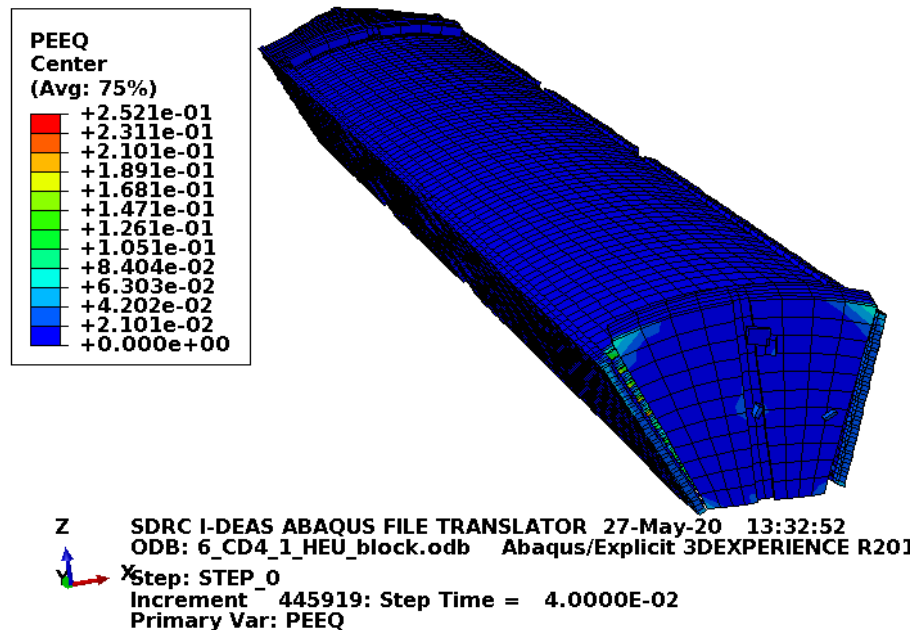 PEEQ
Center
(Avg: 75%)
+2.521e-01
+2.311e-01
+2.101e-01
+1.891e-01
+1.681e-01
+1.471e-01
+1.261e-01
+1.051e-01
+8.404e-02
+6.303e-02
+4.202e-02
+2.101e-02
+0.000e+00
Z
Y
X
SDRC I-DEAS ABAQUS FILE TRANSLATOR 27-May-20 13:32:52
ODB: 6_CD4_1_HEU_block.odb Abaqus/Explicit 3DEXPERIENCE R201
Step: STEP_0
Increment 445919: Step Time = 4.0000E-02
Primary Var: PEEQ